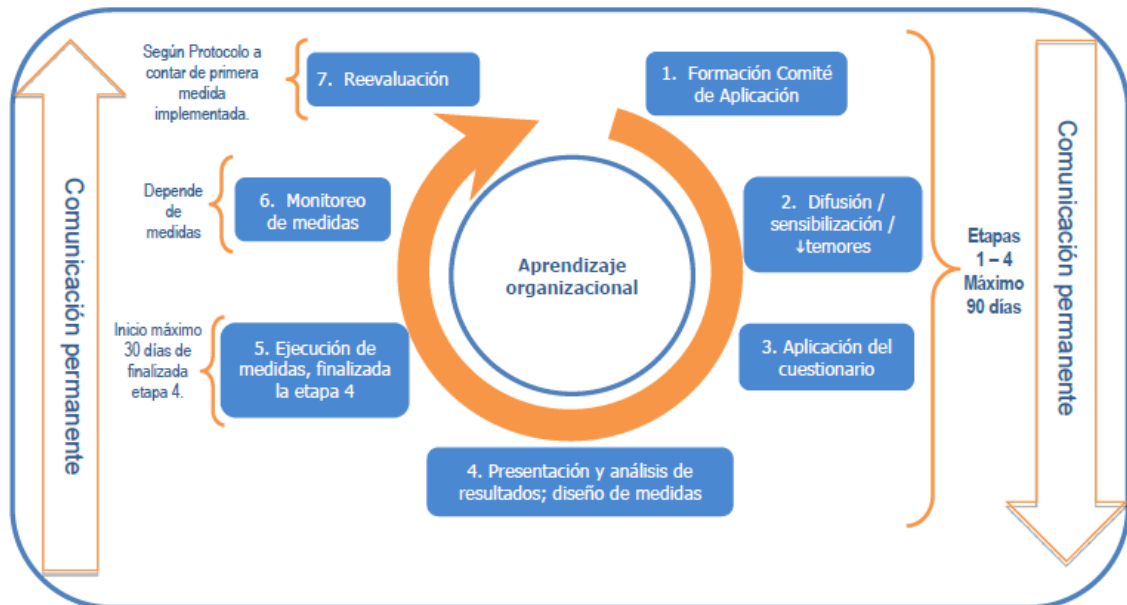 Comunicación permanente
Según Protocolo a
contar de primera
medida
implementada.
7. Reevaluación
1. Formación Comité
de Aplicación
Depende
de
medidas
6. Monitoreo
de medidas
2. Difusión /
sensibilización /
↓temores
Aprendizaje
organizacional
Etapas
1 – 4
Máximo
90 días
Comunicación permanente
Inicio máximo
30 días de
finalizada
etapa 4.
5. Ejecución de
medidas, finalizada
la etapa 4
3. Aplicación del
cuestionario
4. Presentación y análisis de
resultados; diseño de medidas